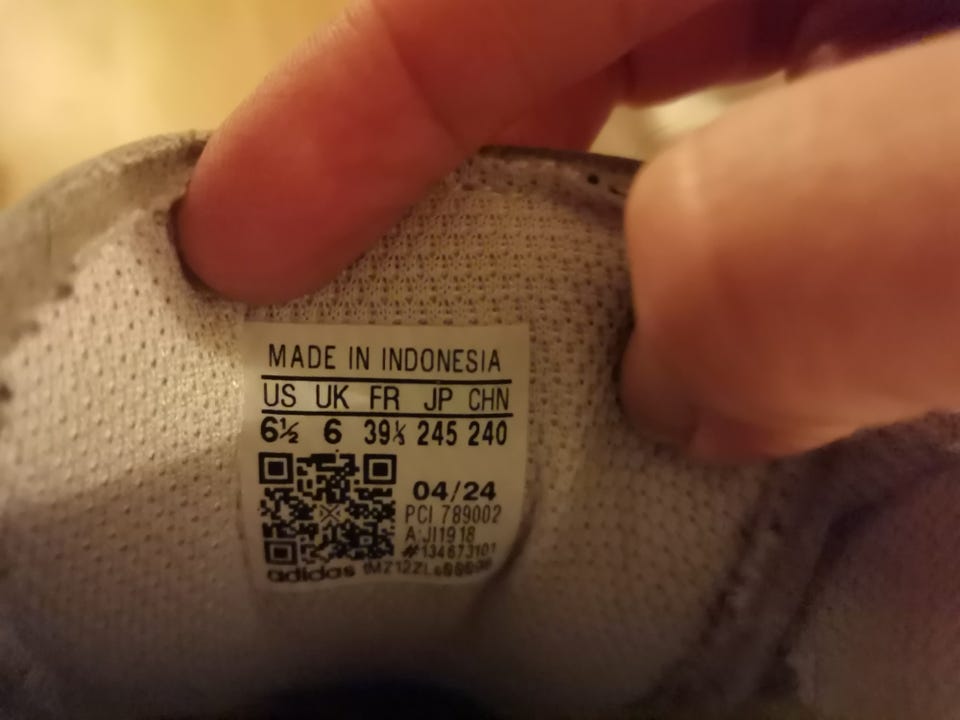 MADE IN INDONESIA
US UK FR JP CHN
6½ 6 39⅓ 245 240
04/24
PCI 789002
A:JI1918
#134673101
adidas